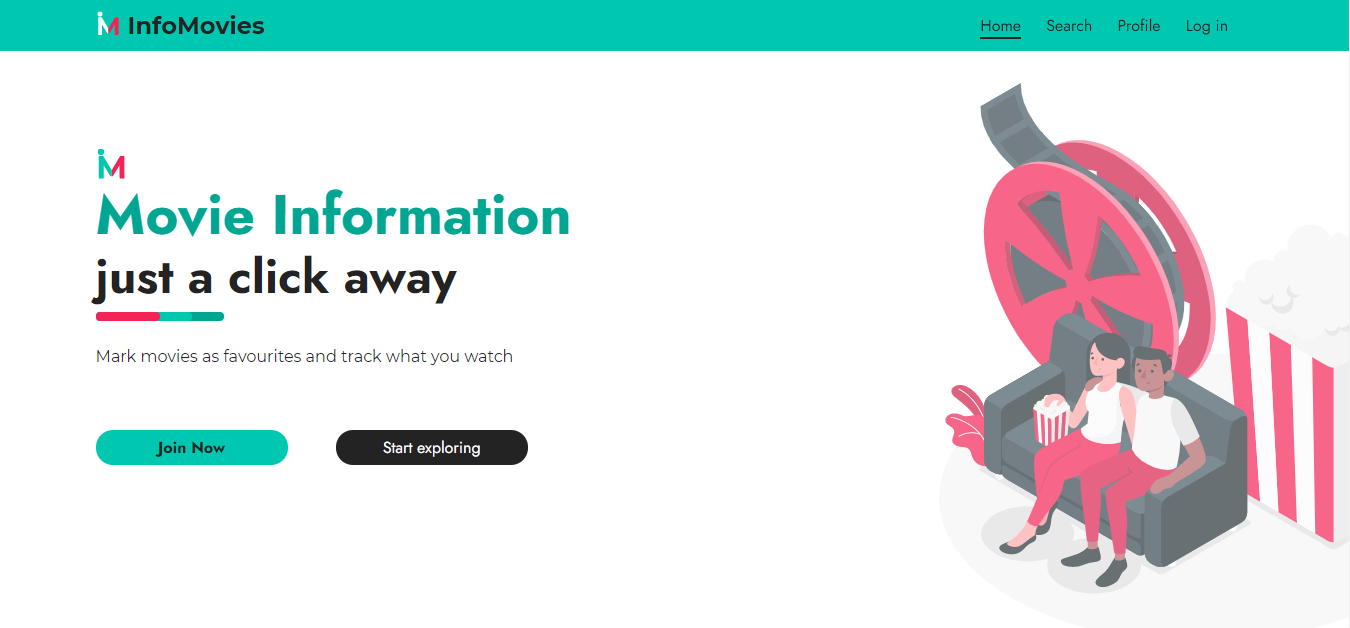 iM InfoMovies
Home Search Profile Log in
iM
Movie Information
just a click away
Mark movies as favourites and track what you watch
Join Now Start exploring